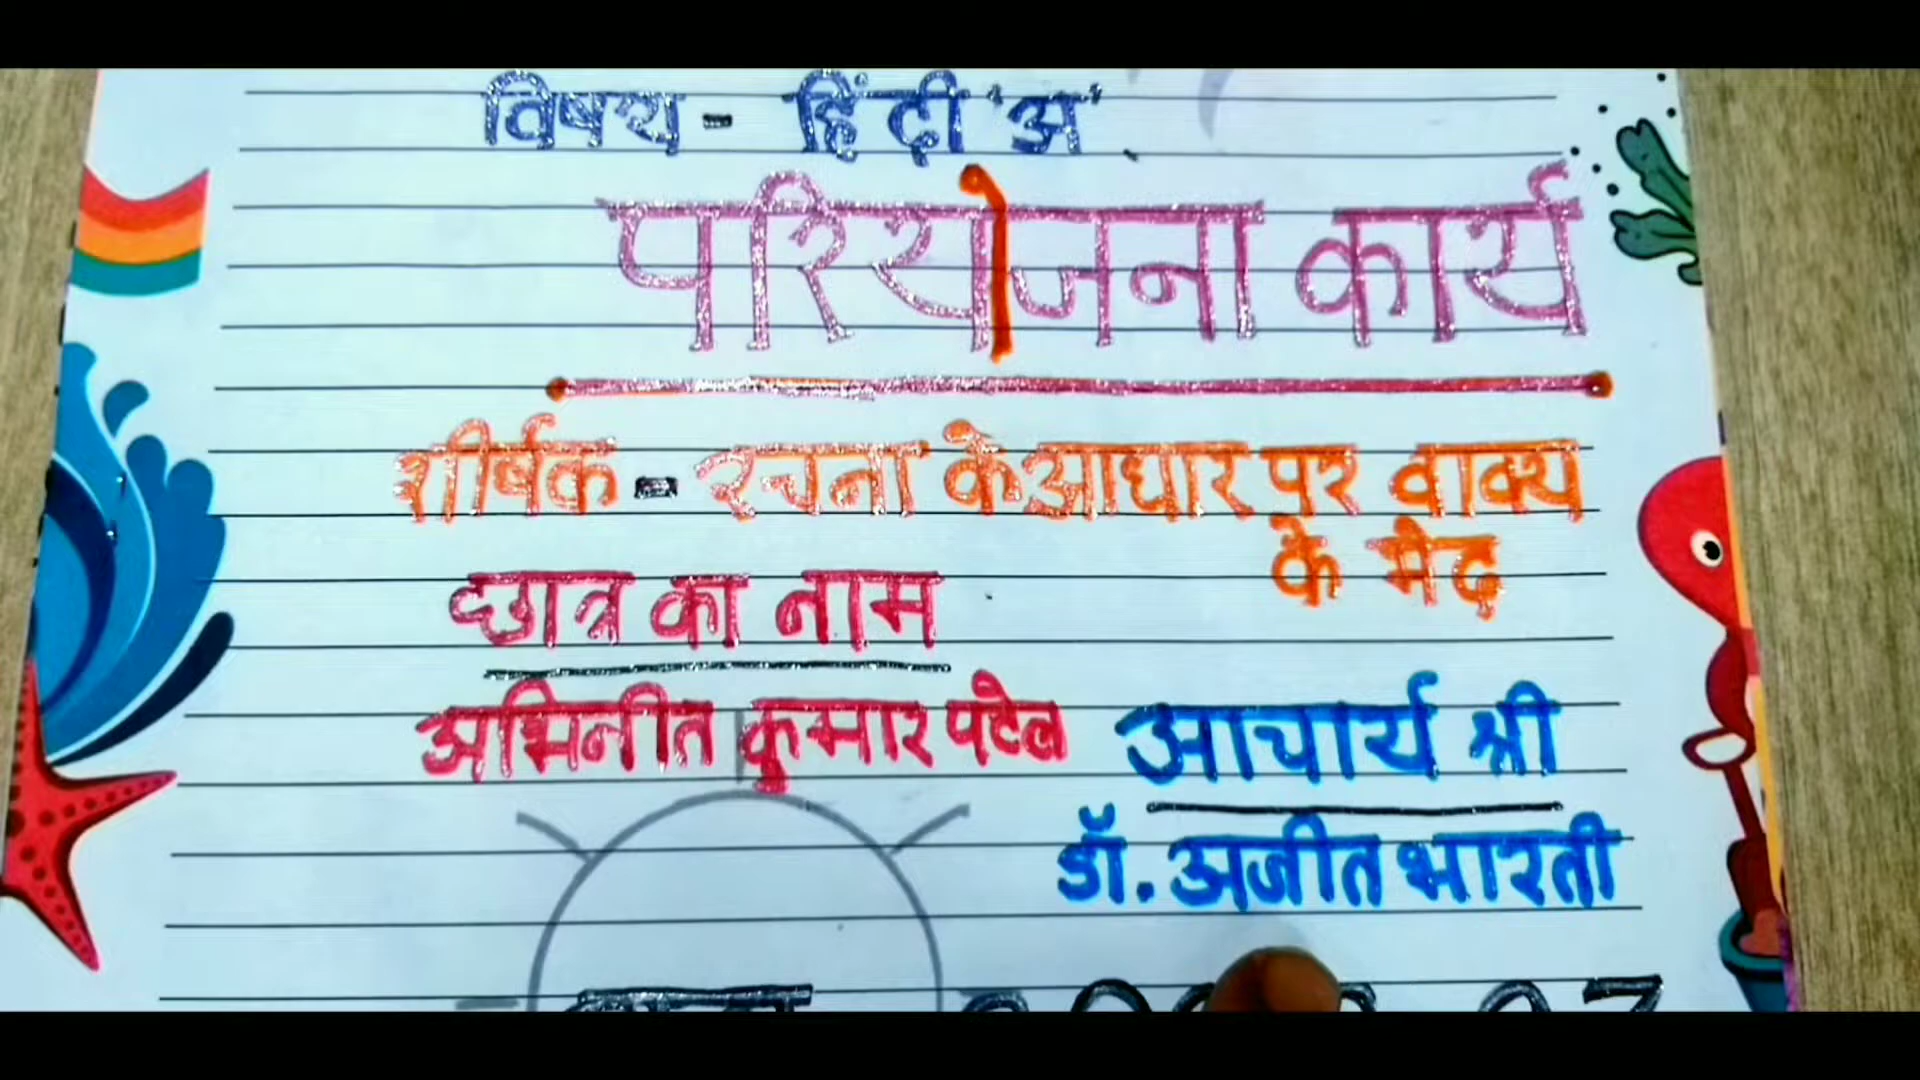 विषय - हिंदी 'अ'
परियोजना कार्य
शीर्षक - रचना के आधार पर वाक्य
के भेद
छात्र का नाम
अभिनीत कुमार पटेल
आचार्य श्री
डॉ. अजीत भारती